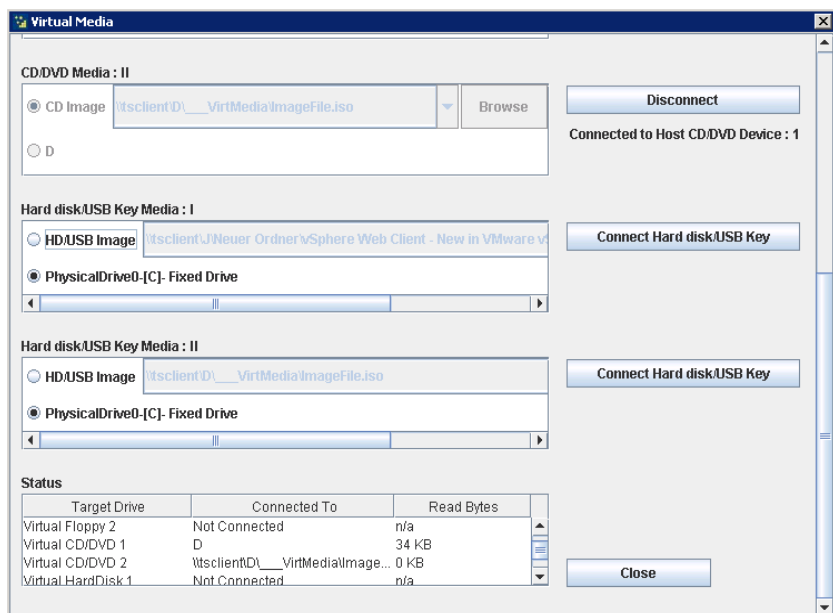 Virtual Media
CD/DVD Media : II
CD Image \\tsclient\D\___VirtMedia\ImageFile.iso Browse
Disconnect
D
Connected to Host CD/DVD Device : 1
Hard disk/USB Key Media : I
HD/USB Image \\tsclient\J\Neuer Ordner\vSphere Web Client - New in VMware vS
Connect Hard disk/USB Key
PhysicalDrive0-[C]- Fixed Drive
Hard disk/USB Key Media : II
HD/USB Image \\tsclient\D\___VirtMedia\ImageFile.iso
Connect Hard disk/USB Key
PhysicalDrive0-[C]- Fixed Drive
Status
Target Drive Connected To Read Bytes
Virtual Floppy 2 Not Connected n/a
Virtual CD/DVD 1 D 34 KB
Virtual CD/DVD 2 \\tsclient\D\___VirtMedia\Image... 0 KB
Virtual HardDisk 1 Not Connected n/a
Close